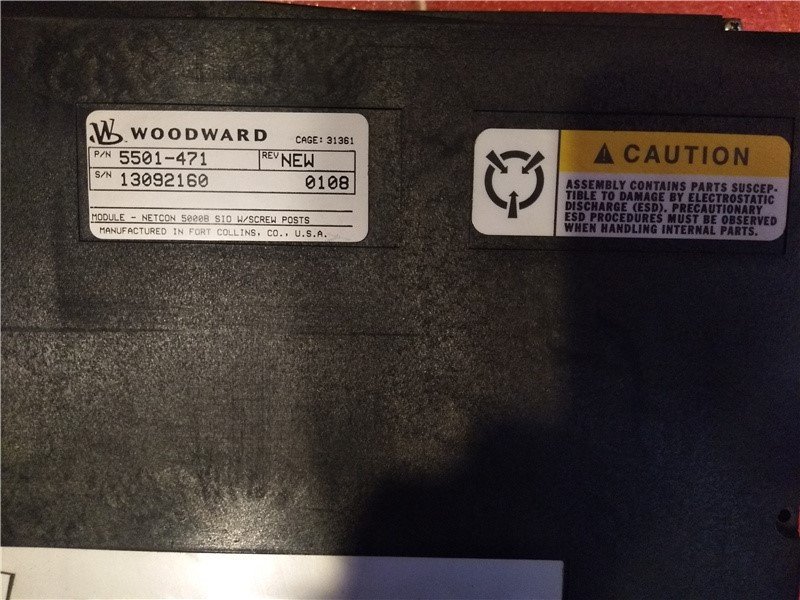 WOODWARD
CAGE: 31361
P/N 5501-471 REV NEW
S/N 13092160 0108
MODULE - NETCON 5000B SIO W/SCREW POSTS
MANUFACTURED IN FORT COLLINS, CO., U.S.A.
CAUTION
ASSEMBLY CONTAINS PARTS SUSCEP-
TIBLE TO DAMAGE BY ELECTROSTATIC
DISCHARGE (ESD). PRECAUTIONARY
ESD PROCEDURES MUST BE OBSERVED
WHEN HANDLING INTERNAL PARTS.